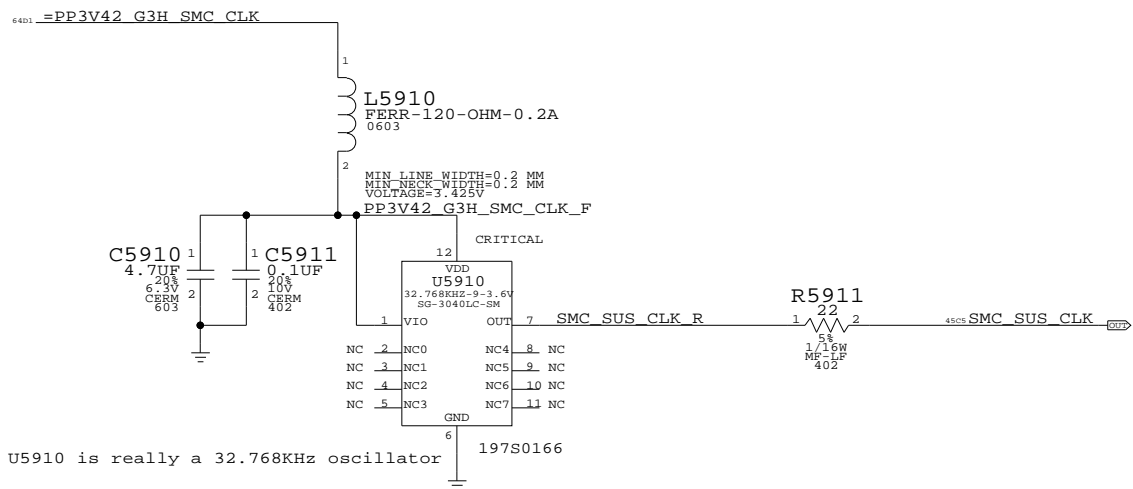 64D1 =PP3V42_G3H_SMC_CLK
1
L5910
FERR-120-OHM-0.2A
0603
2
MIN_LINE_WIDTH=0.2 MM
MIN_NECK_WIDTH=0.2 MM
VOLTAGE=3.425V
PP3V42_G3H_SMC_CLK_F
C5910
4.7UF
20%
6.3V
CERM
603
1
2
C5911
0.1UF
20%
10V
CERM
402
1
2
CRITICAL
12
VDD
U5910
32.768KHZ-9-3.6V
SG-3040LC-SM
1 VIO OUT 7 SMC_SUS_CLK_R
NC 2 NC0 NC4 8 NC
NC 3 NC1 NC5 9 NC
NC 4 NC2 NC6 10 NC
NC 5 NC3 NC7 11 NC
GND
6
197S0166
R5911
22
1 2
5%
1/16W
MF-LF
402
45C5 SMC_SUS_CLK OUT
U5910 is really a 32.768KHz oscillator